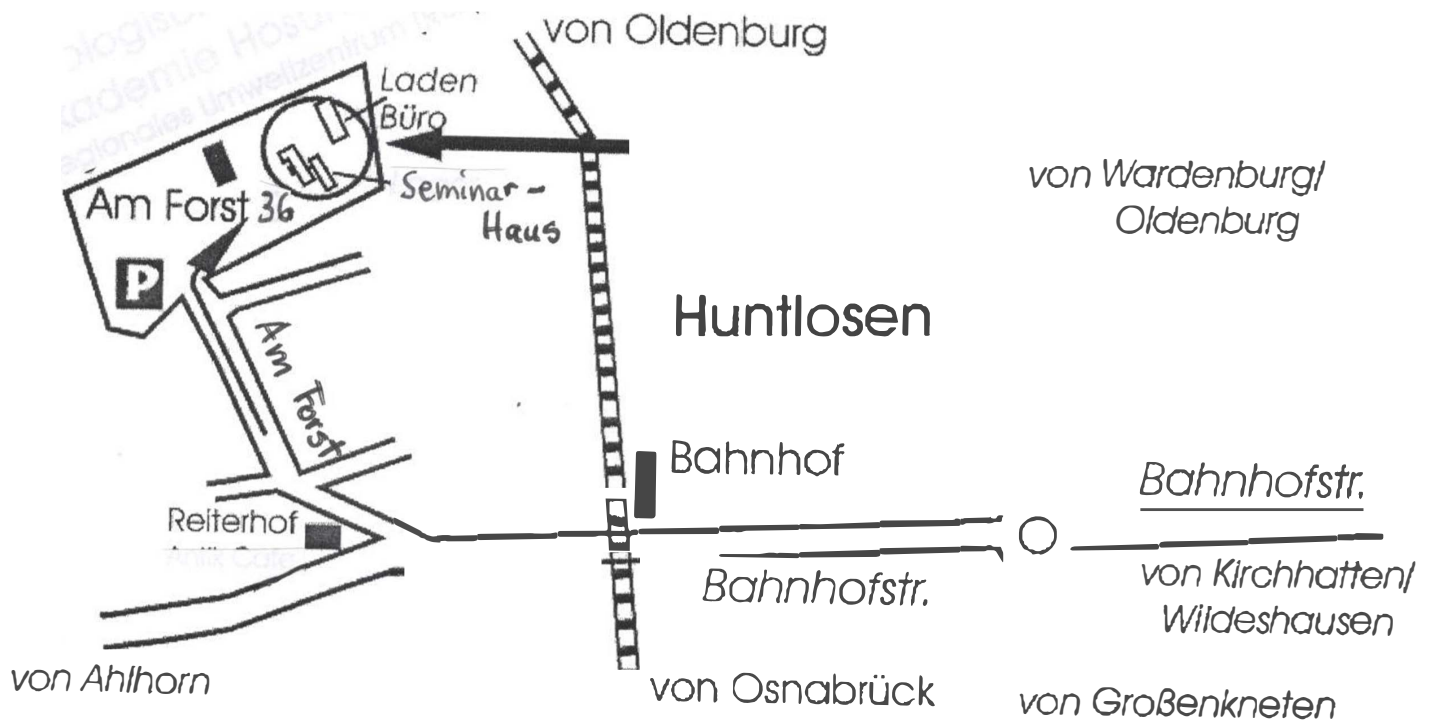 von Oldenburg
Laden
Büro
Seminar-
Haus
Am Forst 36
P
von Wardenburg/
Oldenburg
Huntlosen
Am Forst
Bahnhof
Bahnhofstr.
Reiterhof
Bahnhofstr.
von Kirchhatten/
Wildeshausen
von Ahlhorn
von Osnabrück
von Großenkneten